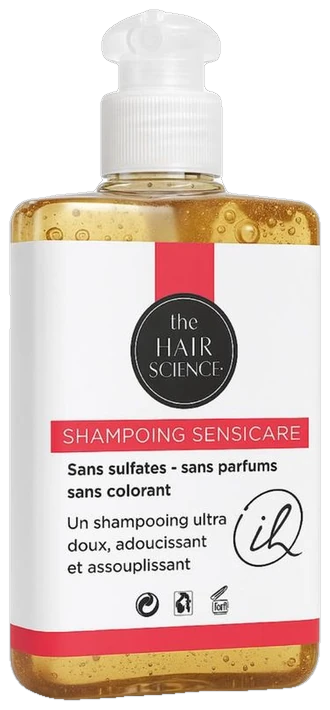 the
HAIR
SCIENCE
SHAMPOING SENSICARE
Sans sulfates - sans parfums
sans colorant
Un shampooing ultra
doux, adoucissant
et assouplissant